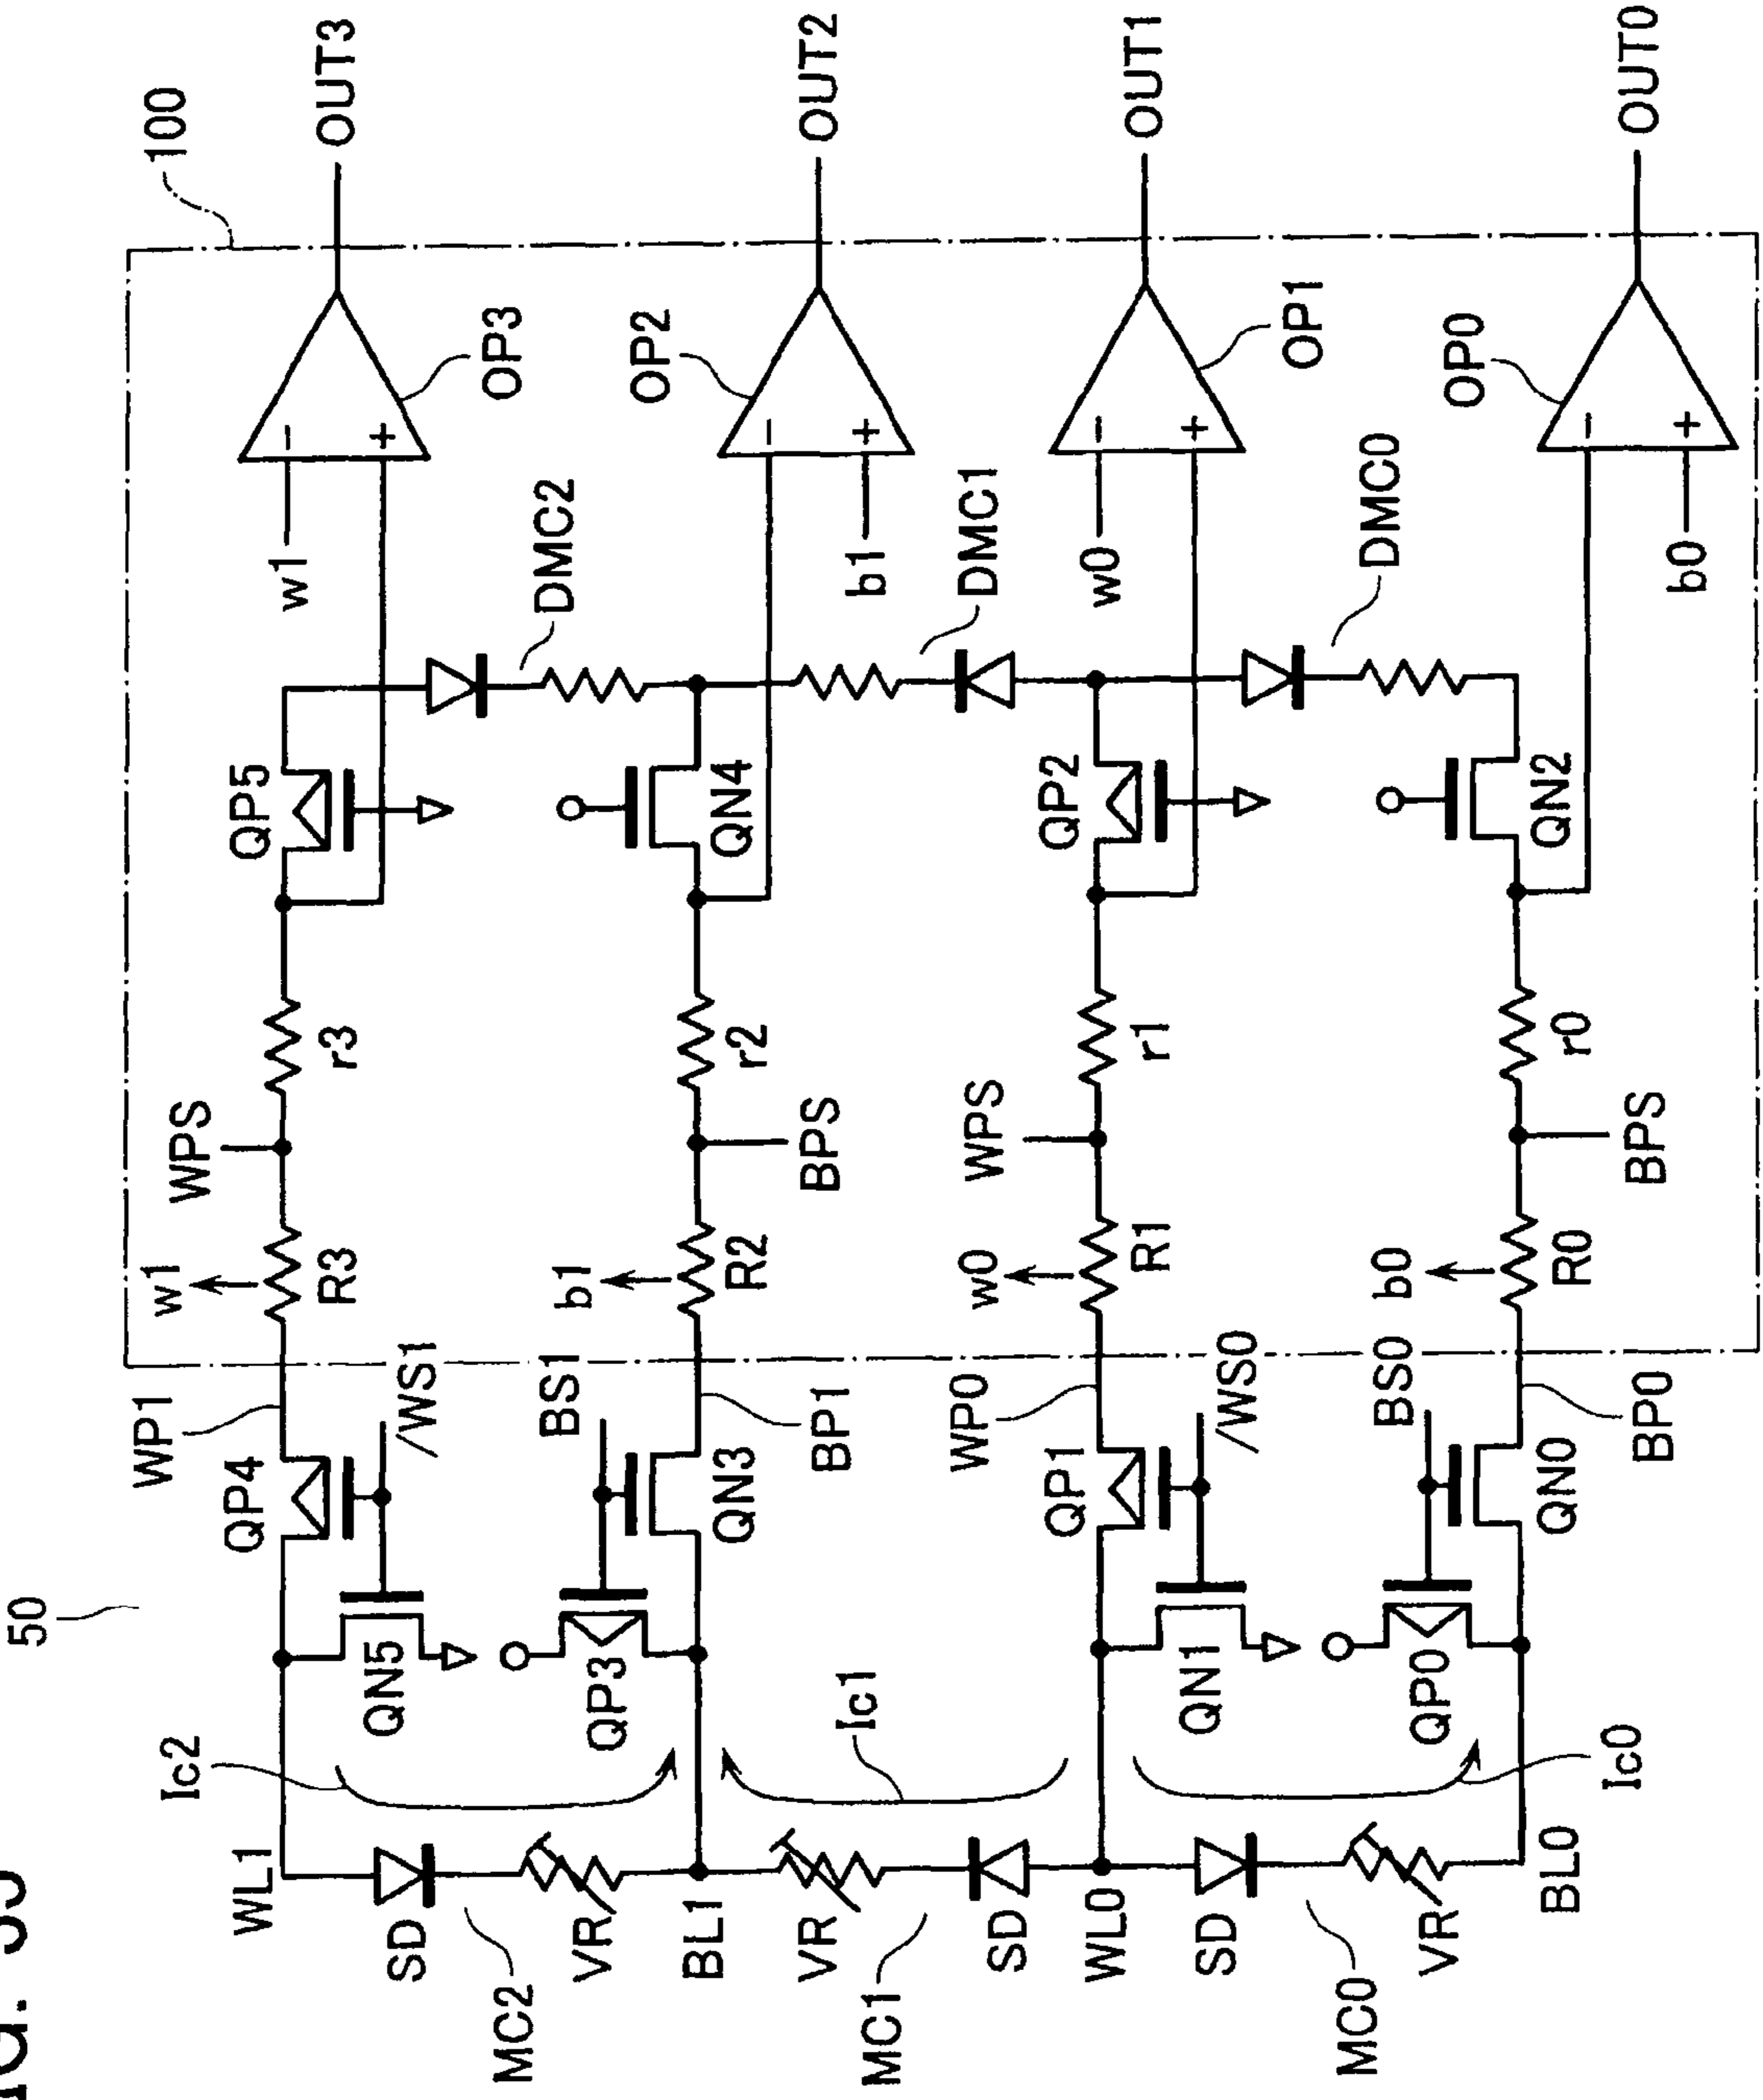 50
100
WL1
Ic2
QP4
WP1
w1
R3
WPS
r3
QP5
w1
OUT3
OP3
SD
MC2
VR
QN5
/WS1
DMC2
BL1
QP3
BS1
QN3
BP1
b1
R2
BPS
r2
QN4
b1
OP2
OUT2
VR
MC1
SD
Ic1
DMC1
WL0
QP1
WP0
w0
R1
WPS
r1
QP2
w0
OUT1
OP1
SD
MC0
VR
QN1
/WS0
DMC0
BL0
Ic0
QP0
BS0
QN0
BP0
b0
R0
BPS
r0
QN2
b0
OP0
OUT0